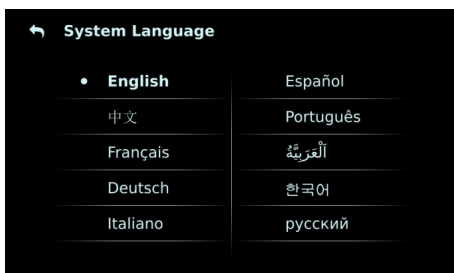 System Language
English
Español
中文
Português
Français
اَلْعَرَبِيَّةُ
Deutsch
한국어
Italiano
русский